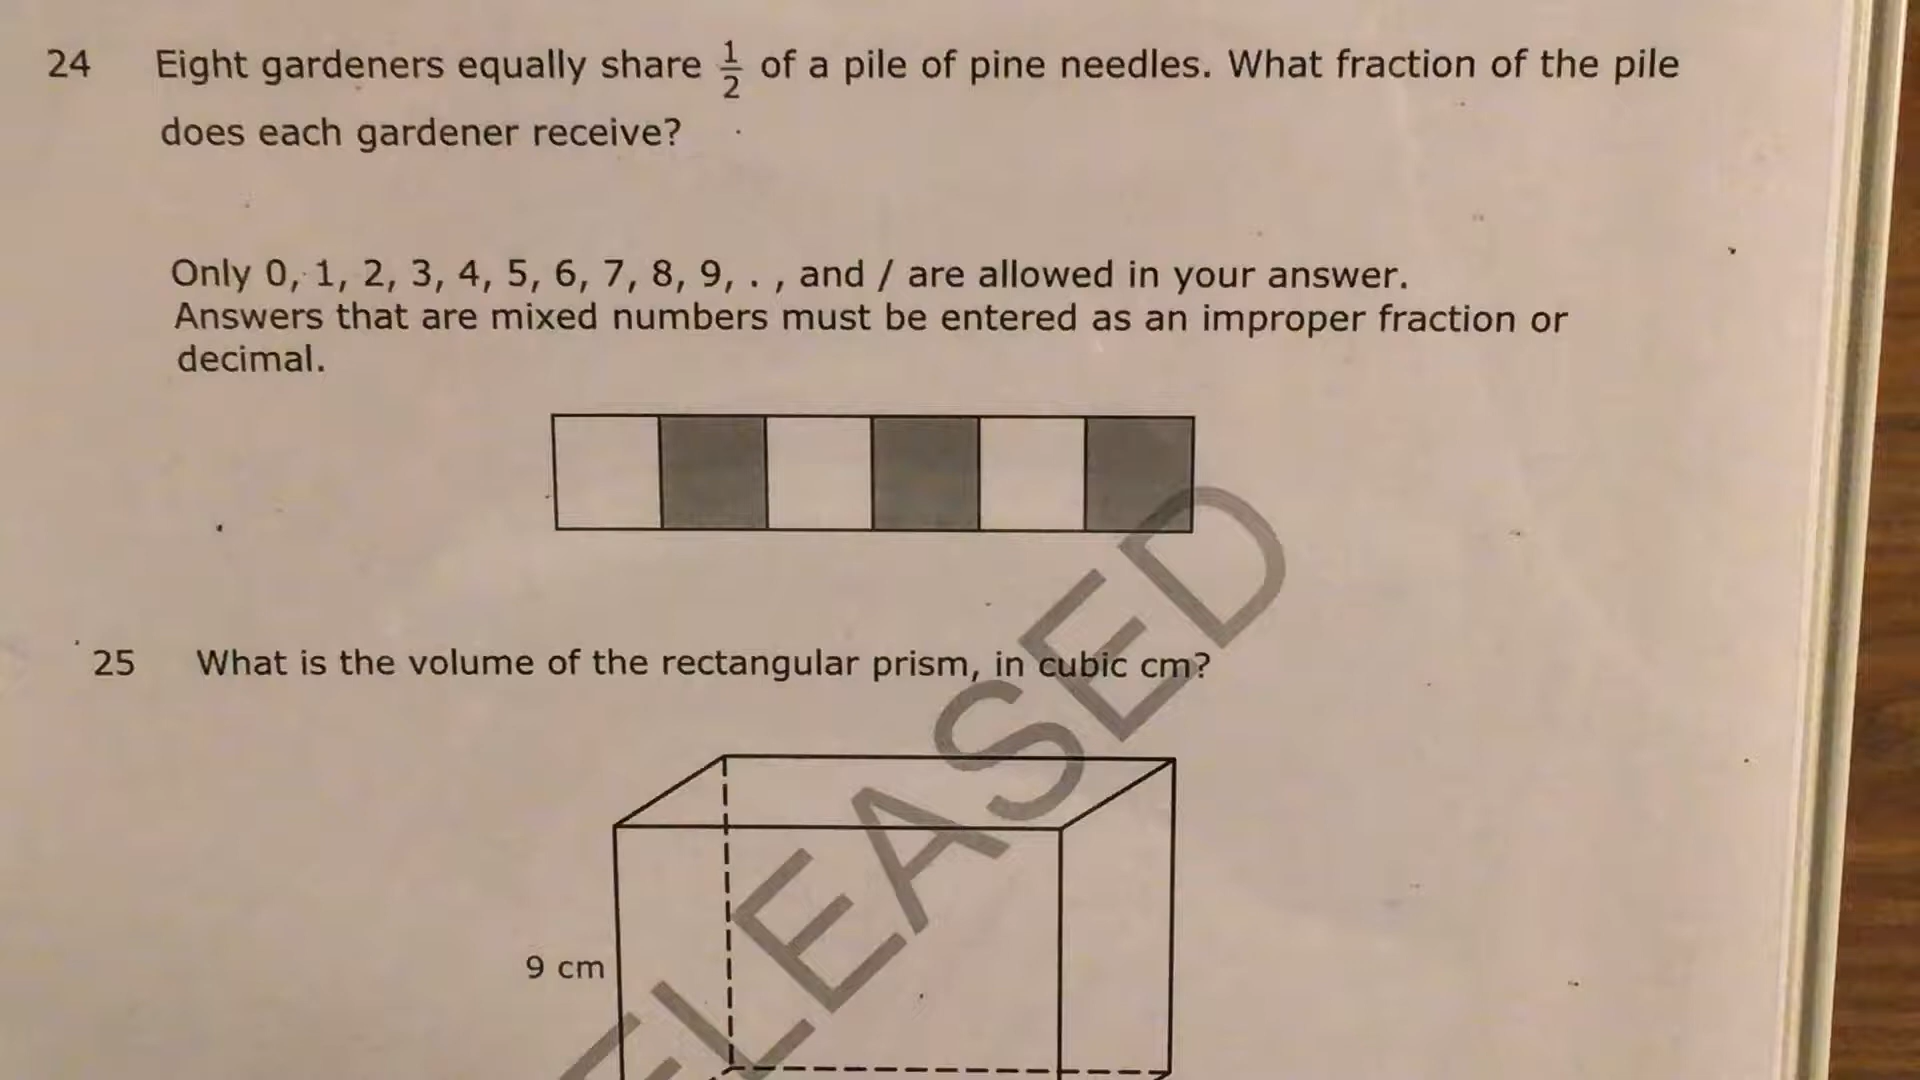 24 Eight gardeners equally share 1/2 of a pile of pine needles. What fraction of the pile
does each gardener receive?
Only 0, 1, 2, 3, 4, 5, 6, 7, 8, 9, . , and / are allowed in your answer.
Answers that are mixed numbers must be entered as an improper fraction or
decimal.
25 What is the volume of the rectangular prism, in cubic cm?
9 cm
ELEASED